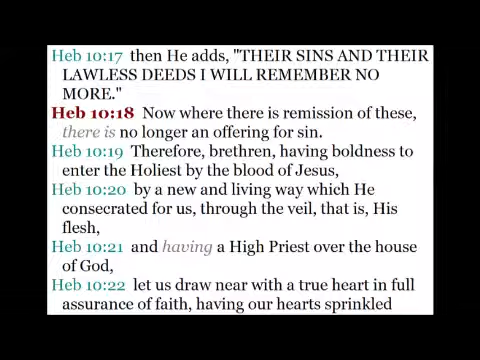 Heb 10:17 then He adds, "THEIR SINS AND THEIR
LAWLESS DEEDS I WILL REMEMBER NO
MORE."
Heb 10:18 Now where there is remission of these,
there is no longer an offering for sin.
Heb 10:19 Therefore, brethren, having boldness to
enter the Holiest by the blood of Jesus,
Heb 10:20 by a new and living way which He
consecrated for us, through the veil, that is, His
flesh,
Heb 10:21 and having a High Priest over the house
of God,
Heb 10:22 let us draw near with a true heart in full
assurance of faith, having our hearts sprinkled